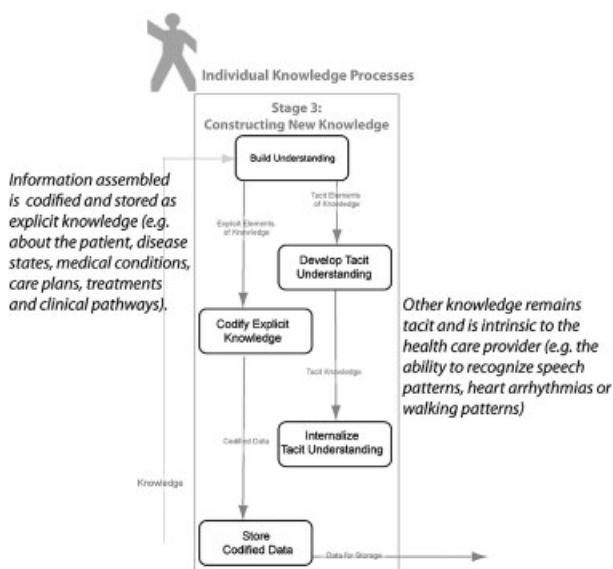 Individual Knowledge Processes
Stage 3:
Constructing New Knowledge
Build Understanding
Information assembled
is codified and stored as
explicit knowledge (e.g.
about the patient, disease
states, medical conditions,
care plans, treatments
and clinical pathways).
Tacit Elements
of Knowledge
Explicit Elements
of Knowledge
Develop Tacit
Understanding
Codify Explicit
Knowledge
Other knowledge remains
tacit and is intrinsic to the
health care provider (e.g. the
ability to recognize speech
patterns, heart arrhythmias or
walking patterns)
Tacit Knowledge
Internalize
Tacit Understanding
Codified Data
Knowledge
Store
Codified Data
Data for Storage